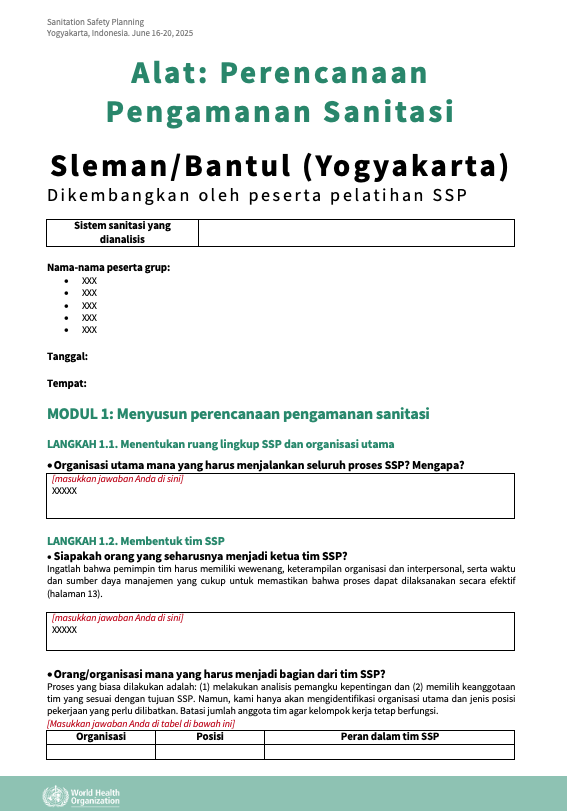 Sanitation Safety Planning
Yogyakarta, Indonesia. June 16-20, 2025
Alat: Perencanaan
Pengamanan Sanitasi
Sleman/Bantul (Yogyakarta)
Dikembangkan oleh peserta pelatihan SSP
Sistem sanitasi yang
dianalisis
Nama-nama peserta grup:
• XXX
• XXX
• XXX
• XXX
• XXX
Tanggal:
Tempat:
MODUL 1: Menyusun perencanaan pengamanan sanitasi
LANGKAH 1.1. Menentukan ruang lingkup SSP dan organisasi utama
• Organisasi utama mana yang harus menjalankan seluruh proses SSP? Mengapa?
[masukkan jawaban Anda di sini]
XXXXX
LANGKAH 1.2. Membentuk tim SSP
• Siapakah orang yang seharusnya menjadi ketua tim SSP?
Ingatlah bahwa pemimpin tim harus memiliki wewenang, keterampilan organisasi dan interpersonal, serta waktu
dan sumber daya manajemen yang cukup untuk memastikan bahwa proses dapat dilaksanakan secara efektif
(halaman 13).
[masukkan jawaban Anda di sini]
XXXXX
• Orang/organisasi mana yang harus menjadi bagian dari tim SSP?
Proses yang biasa dilakukan adalah: (1) melakukan analisis pemangku kepentingan dan (2) memilih keanggotaan
tim yang sesuai dengan tujuan SSP. Namun, kami hanya akan mengidentifikasi organisasi utama dan jenis posisi
pekerjaan yang perlu dilibatkan. Batasi jumlah anggota tim agar kelompok kerja tetap berfungsi.
[Masukkan jawaban Anda di tabel di bawah ini]
Organisasi Posisi Peran dalam tim SSP
World Health
Organization